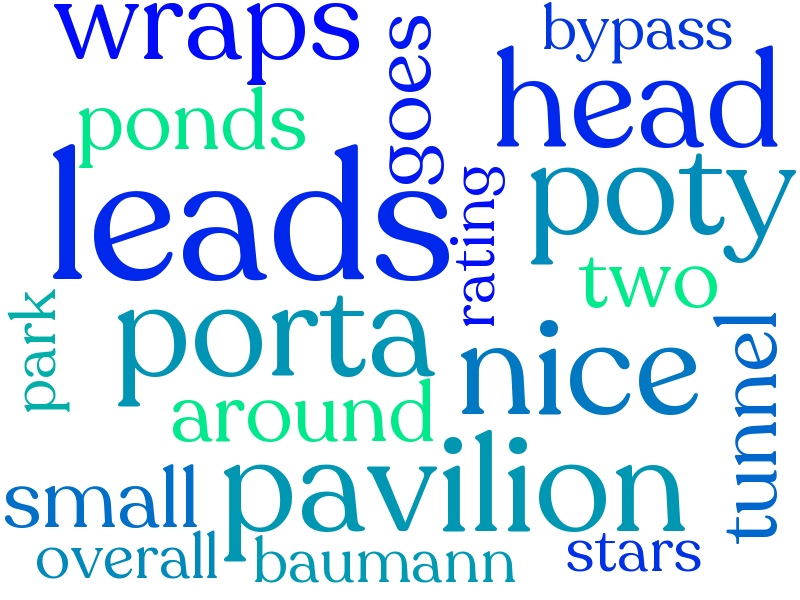 wraps
goes
bypass
head
ponds
leads
rating
poty
two
park
porta
nice
tunnel
around
pavilion
small
overall
baumann
stars